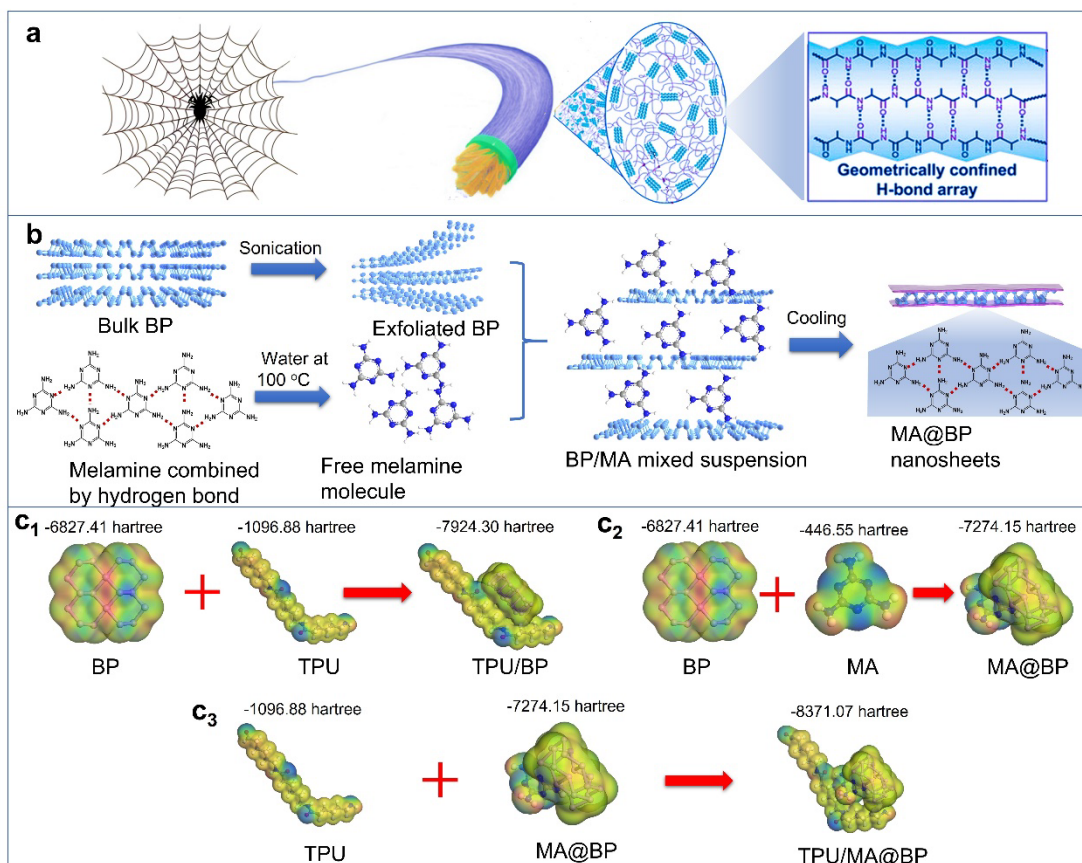 a
Geometrically confined
H-bond array
b
Sonication
Bulk BP
Exfoliated BP
Cooling
Water at
100 °C
Melamine combined
by hydrogen bond
Free melamine
molecule
BP/MA mixed suspension
MA@BP
nanosheets
c1
-6827.41 hartree
-1096.88 hartree
-7924.30 hartree
BP
TPU
TPU/BP
c2
-6827.41 hartree
-446.55 hartree
-7274.15 hartree
BP
MA
MA@BP
c3
-1096.88 hartree
-7274.15 hartree
-8371.07 hartree
TPU
MA@BP
TPU/MA@BP